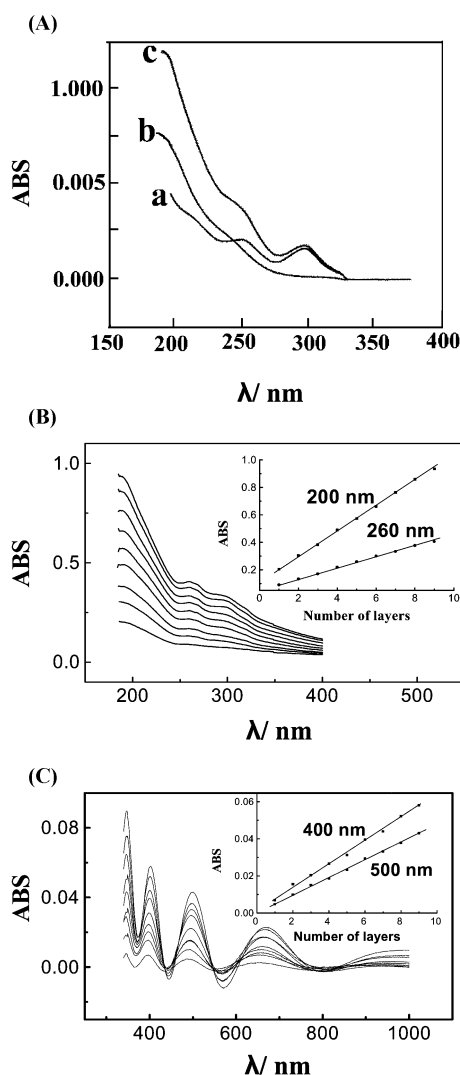 (A)
1.000
0.005
0.000
ABS
c
b
a
150 200 250 300 350 400
λ/ nm
(B)
1.0
0.5
0.0
ABS
200 300 400 500
λ/ nm
1.0
0.8
0.6
0.4
0.2
ABS
200 nm
260 nm
0 2 4 6 8 10
Number of layers
(C)
0.08
0.04
0.00
ABS
400 600 800 1000
λ/ nm
0.06
0.04
0.02
0.00
ABS
400 nm
500 nm
0 2 4 6 8 10
Number of layers